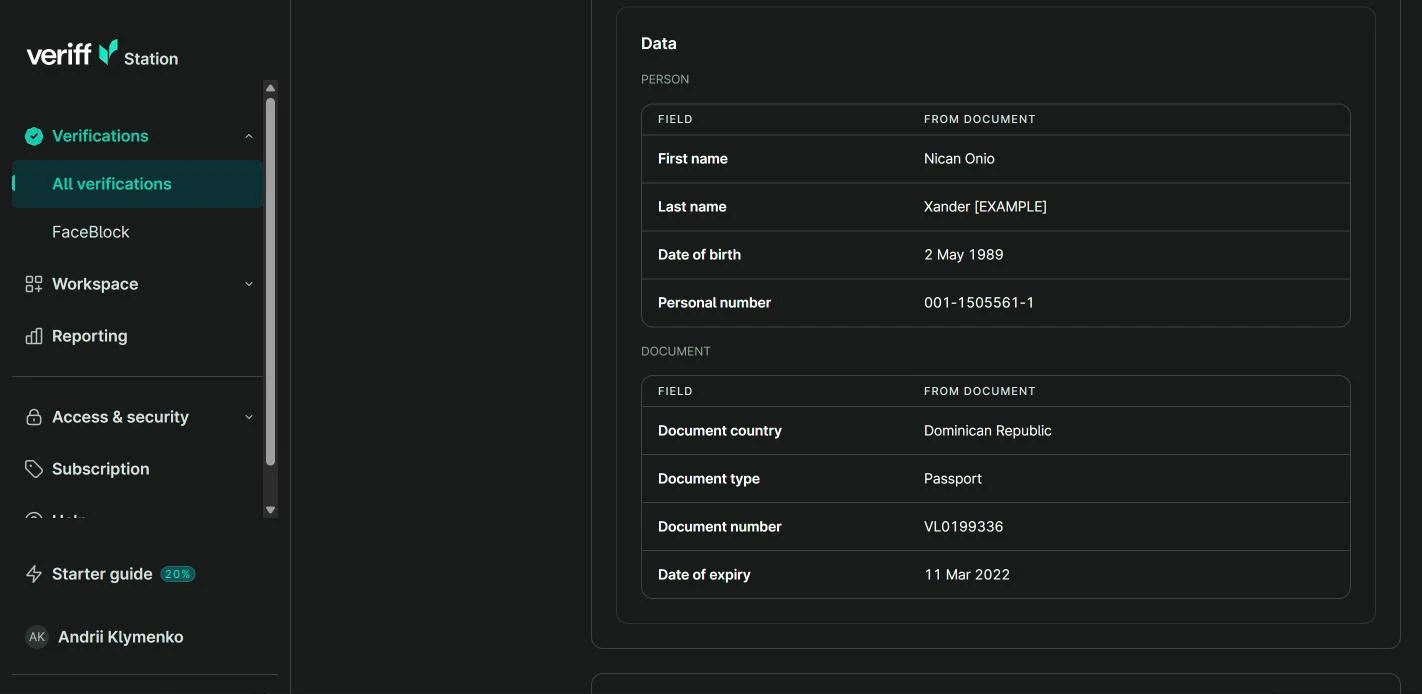 veriff Station
Verifications
All verifications
FaceBlock
Workspace
Reporting
Access & security
Subscription
Starter guide 20%
AK Andrii Klymenko
Data
PERSON
FIELD FROM DOCUMENT
First name Nican Onio
Last name Xander [EXAMPLE]
Date of birth 2 May 1989
Personal number 001-1505561-1
DOCUMENT
FIELD FROM DOCUMENT
Document country Dominican Republic
Document type Passport
Document number VL0199336
Date of expiry 11 Mar 2022